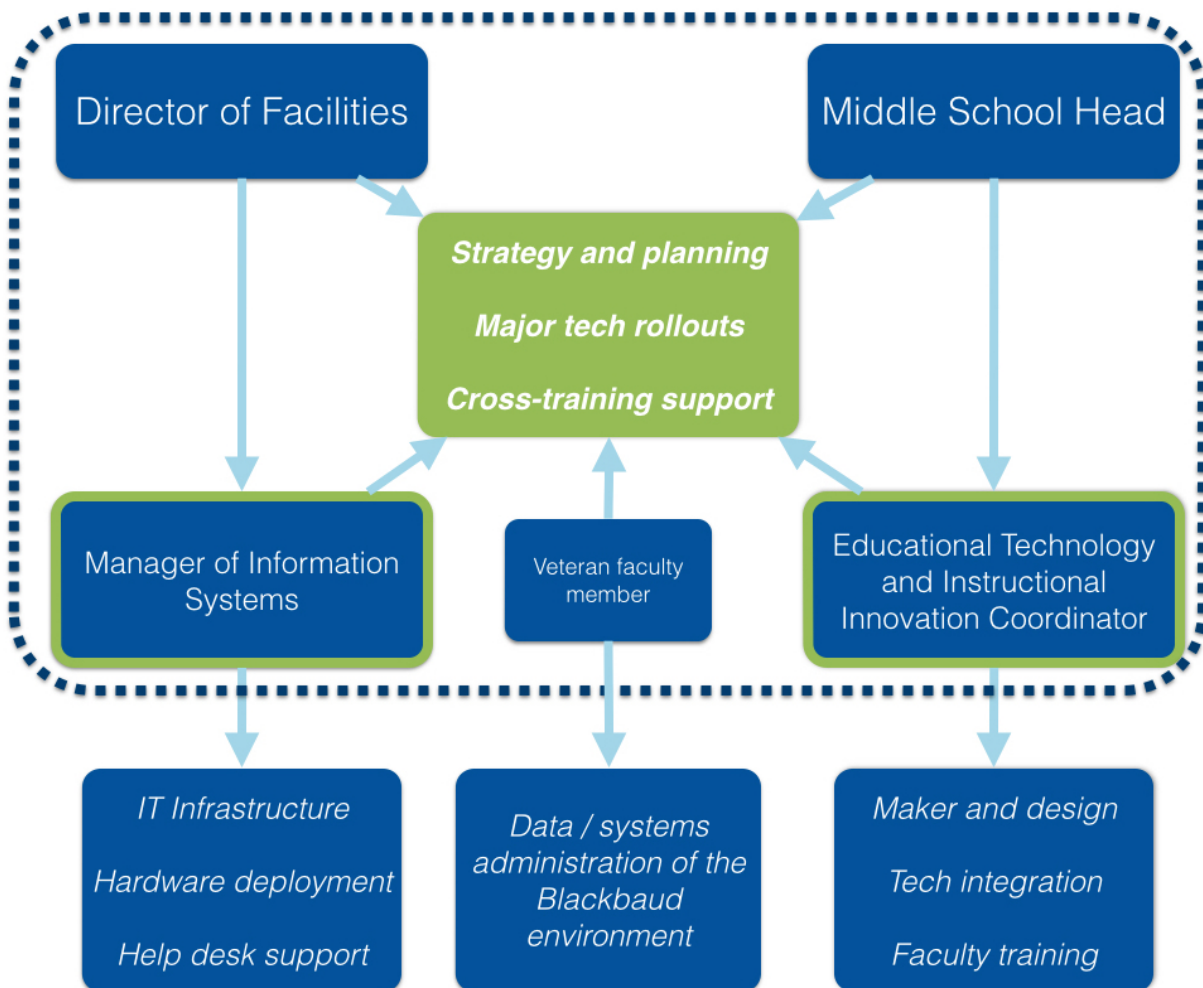 Director of Facilities
Middle School Head
Strategy and planning
Major tech rollouts
Cross-training support
Manager of Information
Systems
Veteran faculty
member
Educational Technology
and Instructional
Innovation Coordinator
IT Infrastructure
Hardware deployment
Help desk support
Data / systems
administration of the
Blackbaud
environment
Maker and design
Tech integration
Faculty training